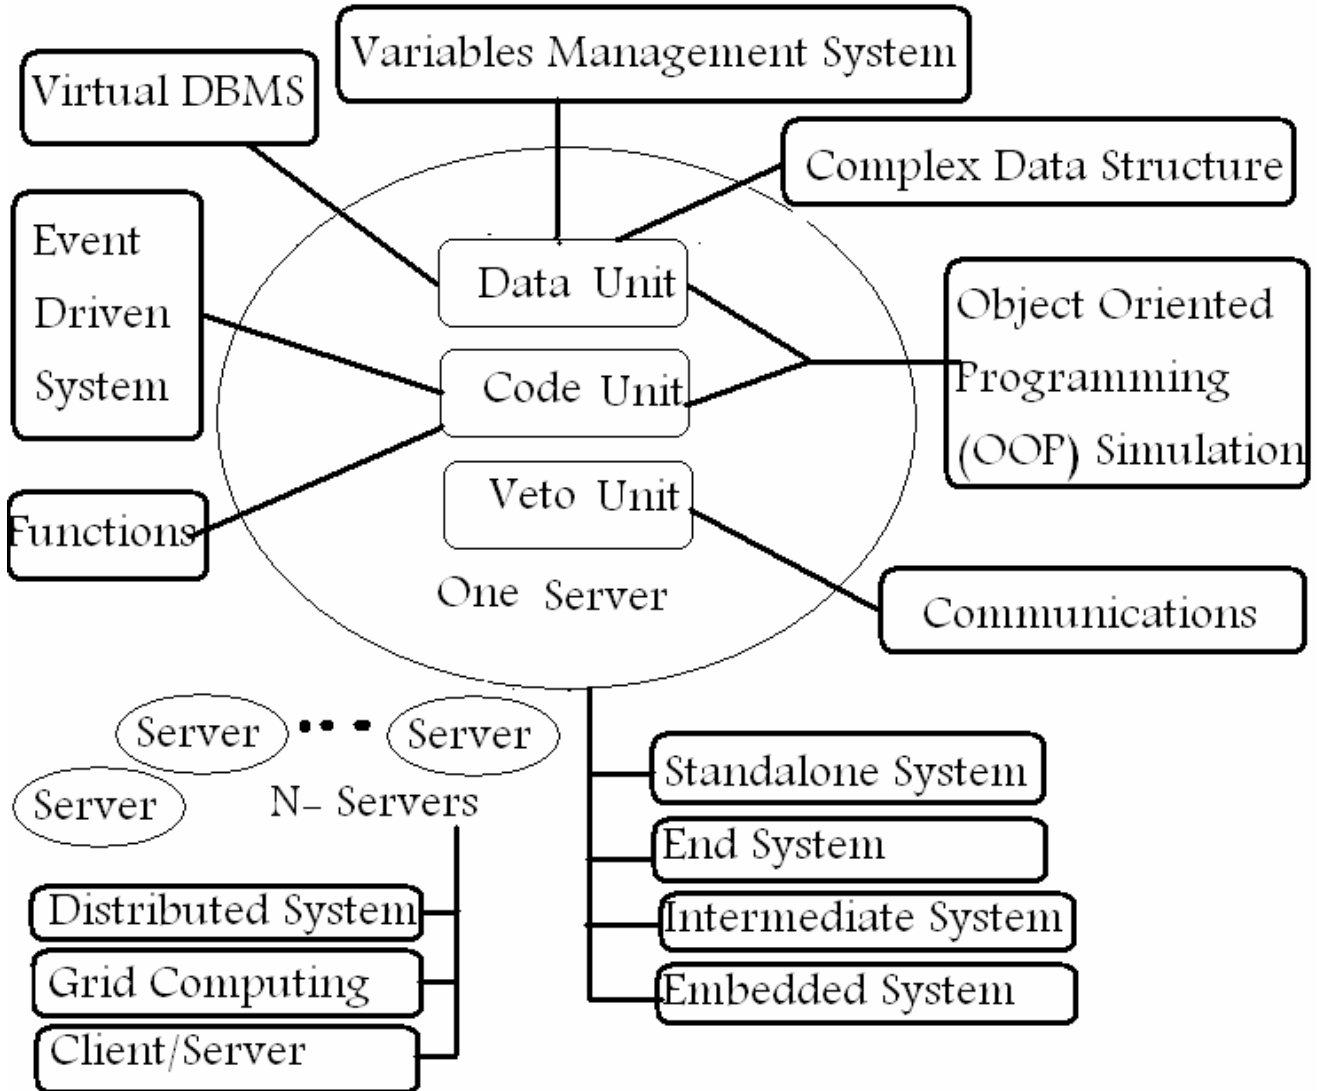 Variables Management System
Virtual DBMS
Complex Data Structure
Event
Driven
System
Data Unit
Object Oriented
Programming
(OOP) Simulation
Code Unit
Veto Unit
Functions
One Server
Communications
Server
Server
Server
N- Servers
Standalone System
End System
Intermediate System
Embedded System
Distributed System
Grid Computing
Client/Server